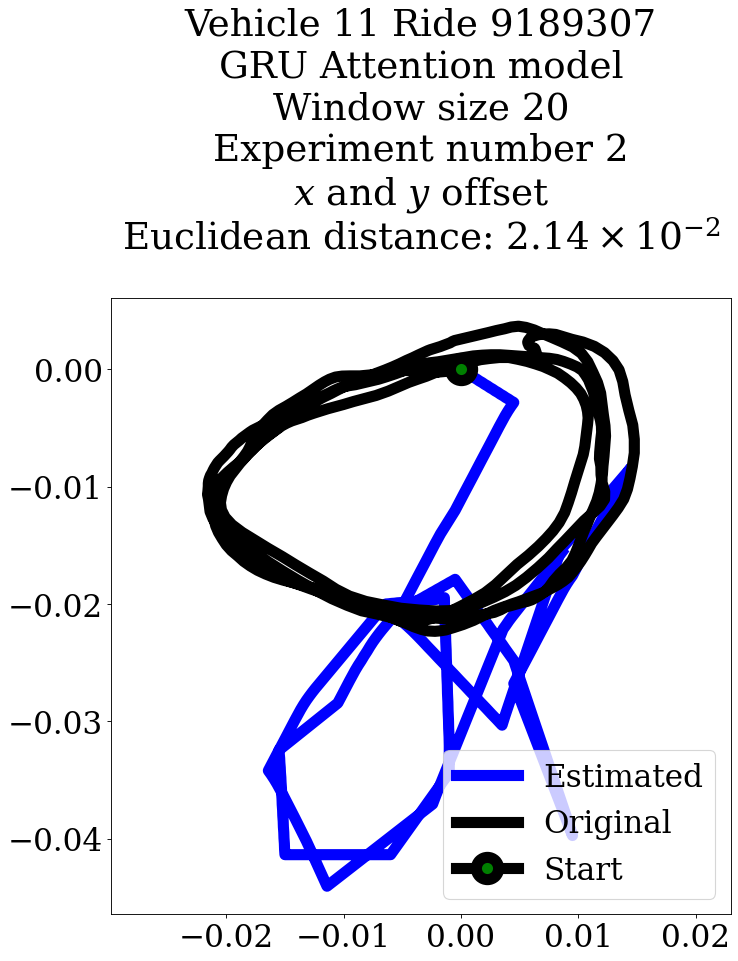 Vehicle 11 Ride 9189307
GRU Attention model
Window size 20
Experiment number 2
x and y offset
Euclidean distance: 2.14 × 10⁻²
0.00
−0.01
−0.02
−0.03
−0.04
Estimated
Original
Start
−0.02 −0.01 0.00 0.01 0.02